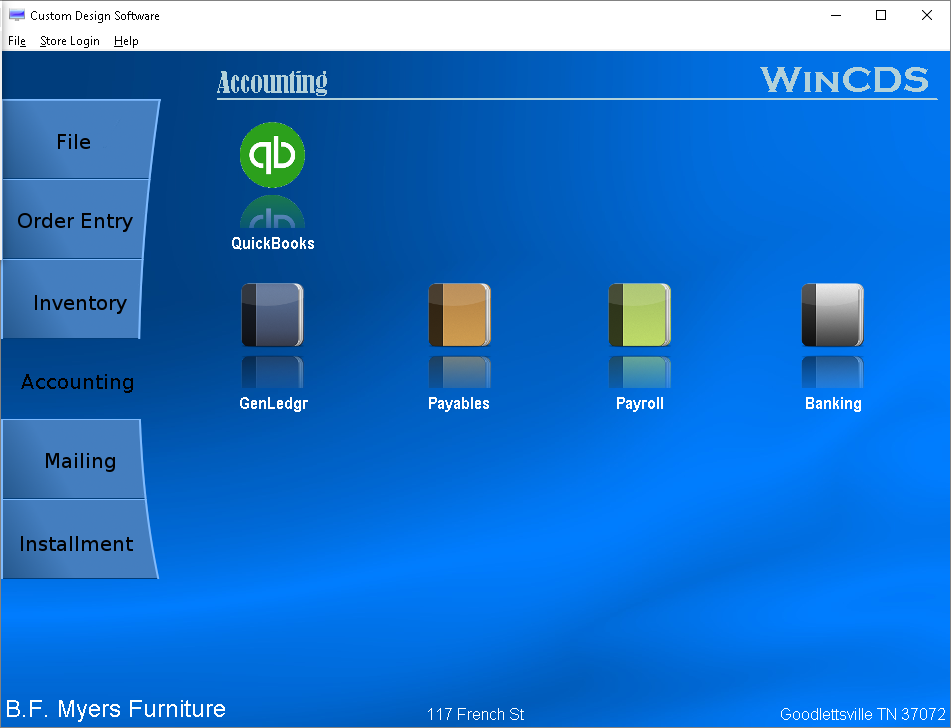 Custom Design Software
File Store Login Help
Accounting
WinCDS
File
Order Entry
Inventory
Accounting
Mailing
Installment
qb
QuickBooks
GenLedgr
Payables
Payroll
Banking
B.F. Myers Furniture
117 French St
Goodlettsville TN 37072